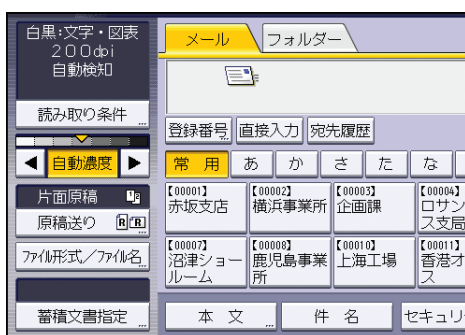 白黒:文字・図表
200dpi
自動検知
読み取り条件
自動濃度
片面原稿
原稿送り
ファイル形式/ファイル名
蓄積文書指定
メール
フォルダー
登録番号
直接入力
宛先履歴
常用
あ
か
さ
た
な
【00001】
赤坂支店
【00002】
横浜事業所
【00003】
企画課
【00004】
ロサン
ス支局
【00007】
沼津ショー
ルーム
【00008】
鹿児島事業
所
【00010】
上海工場
【00011】
香港オ
ス
本文
件名
セキュリ